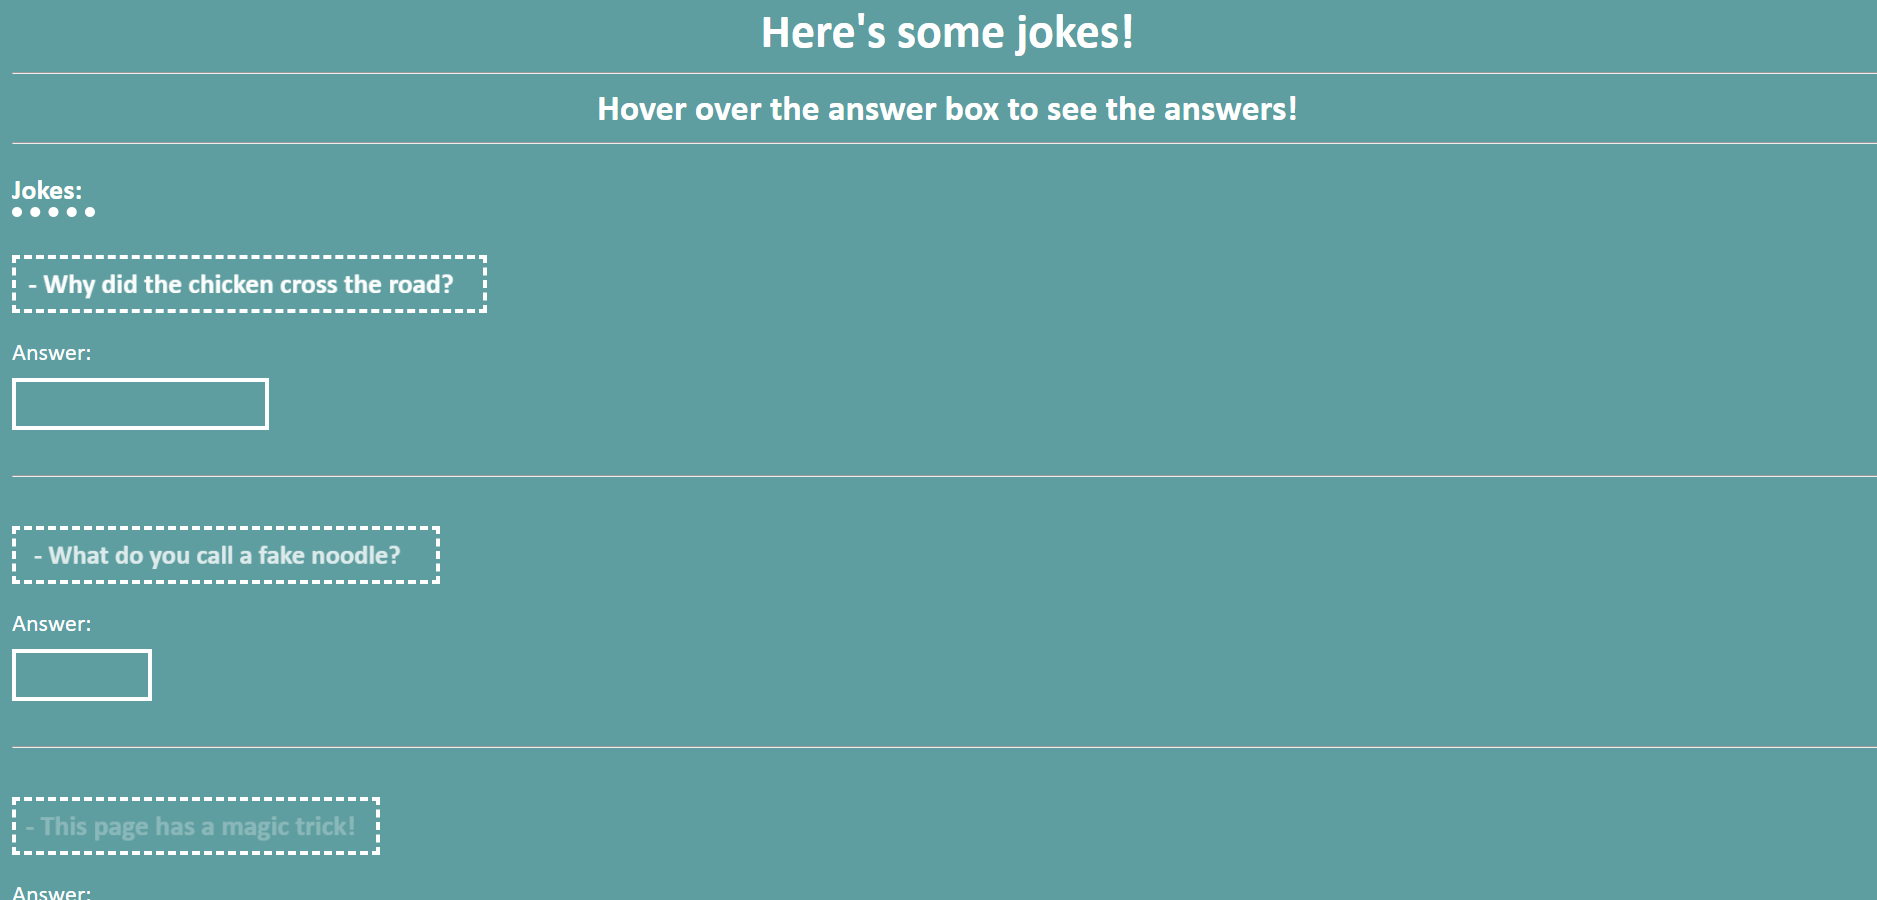 Here's some jokes!
Hover over the answer box to see the answers!
Jokes:
- Why did the chicken cross the road?
Answer:
- What do you call a fake noodle?
Answer:
- This page has a magic trick!
Answer: